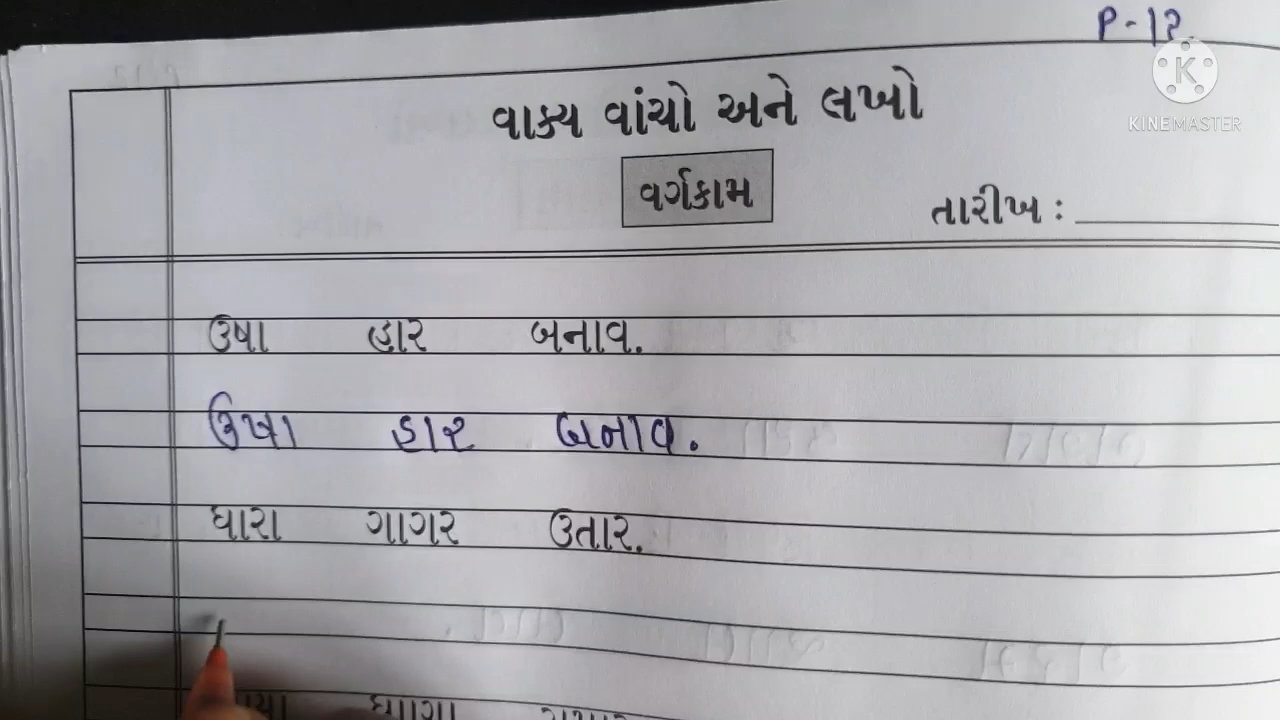 P-12
KINEMASTER
વાક્ય વાંચો અને લખો
વર્ગકામ
તારીખ :
ઉષા હાર બનાવ.
ઉષા હાર બનાવ.
ધારા ગાગર ઉતાર.